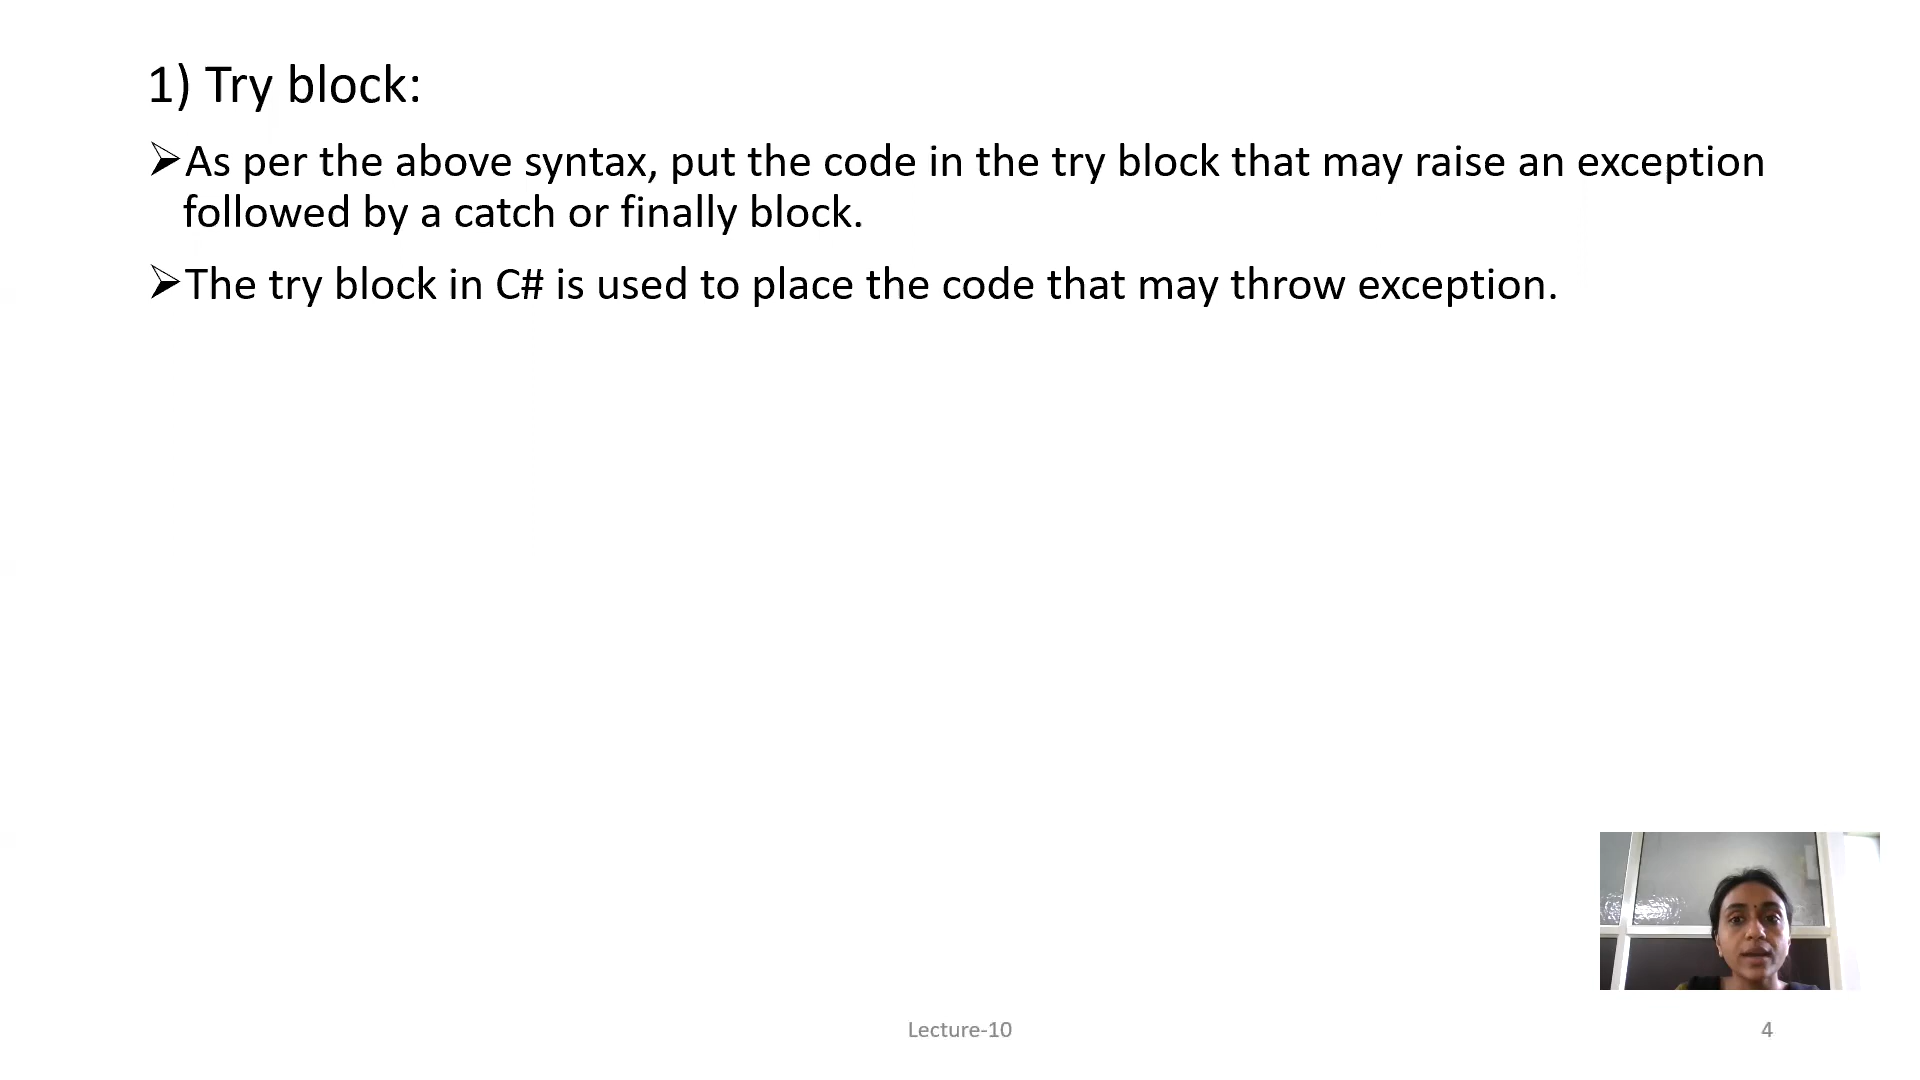 1) Try block:
➢As per the above syntax, put the code in the try block that may raise an exception
followed by a catch or finally block.
➢The try block in C# is used to place the code that may throw exception.
Lecture-10
4